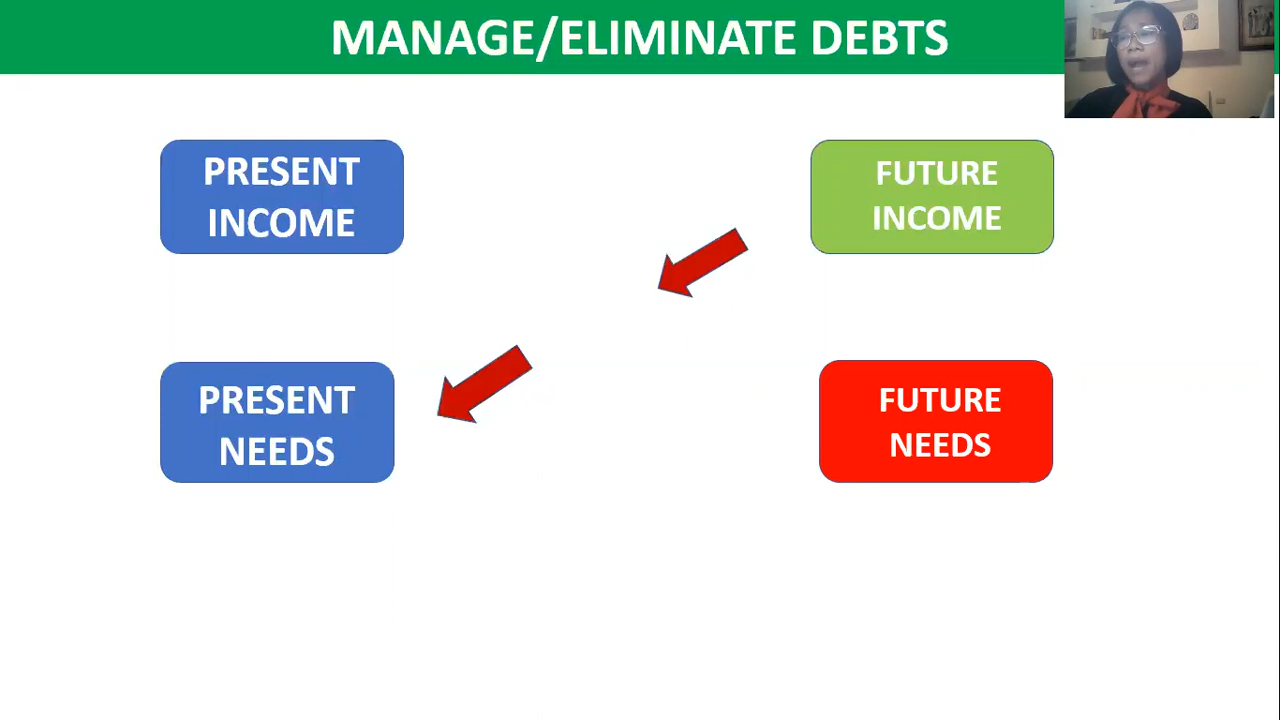 MANAGE/ELIMINATE DEBTS
PRESENT
INCOME
FUTURE
INCOME
PRESENT
NEEDS
FUTURE
NEEDS